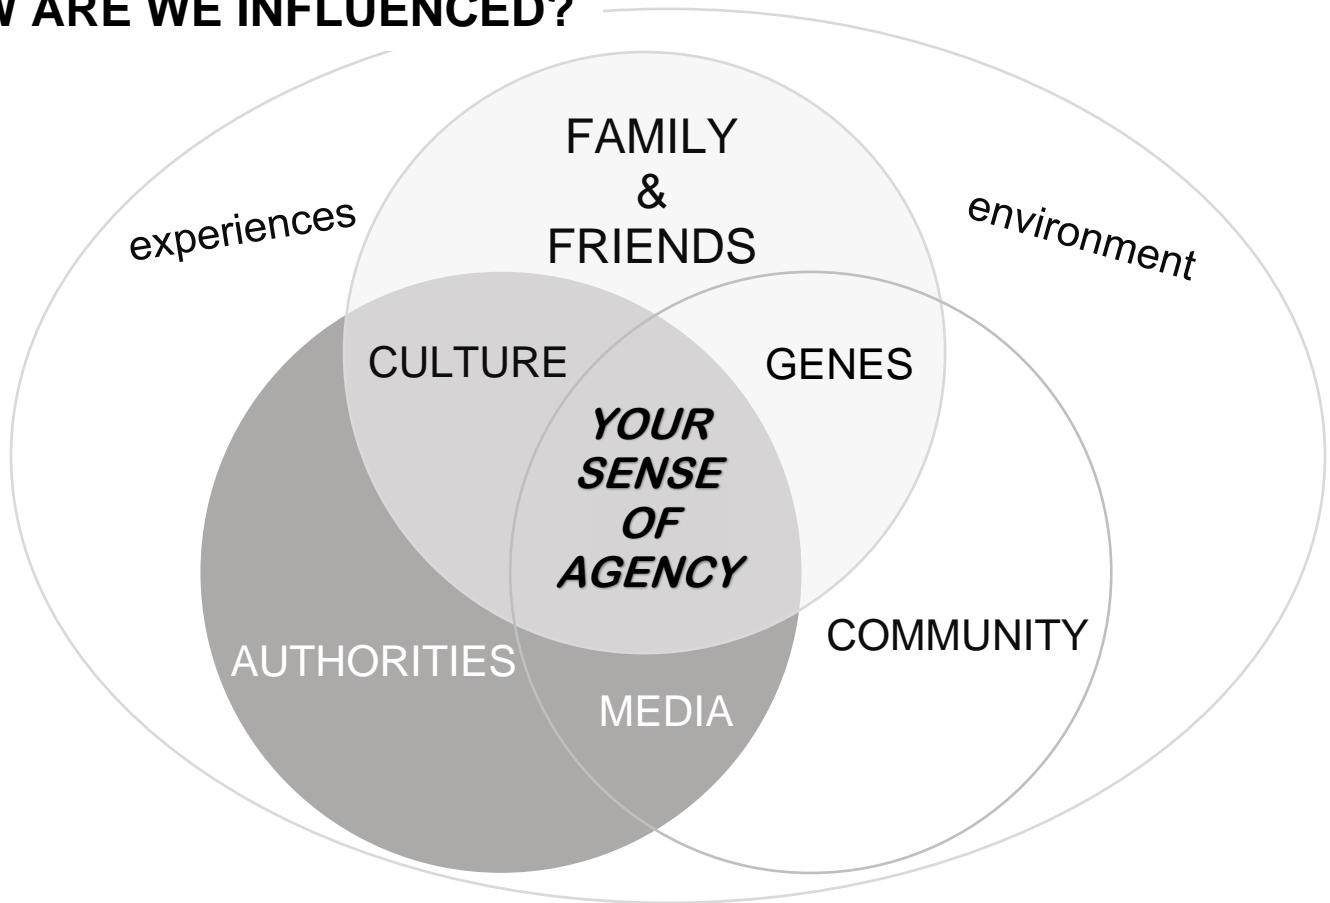 W ARE WE INFLUENCED?
FAMILY
&
FRIENDS
experiences
environment
CULTURE
GENES
YOUR
SENSE
OF
AGENCY
AUTHORITIES
COMMUNITY
MEDIA